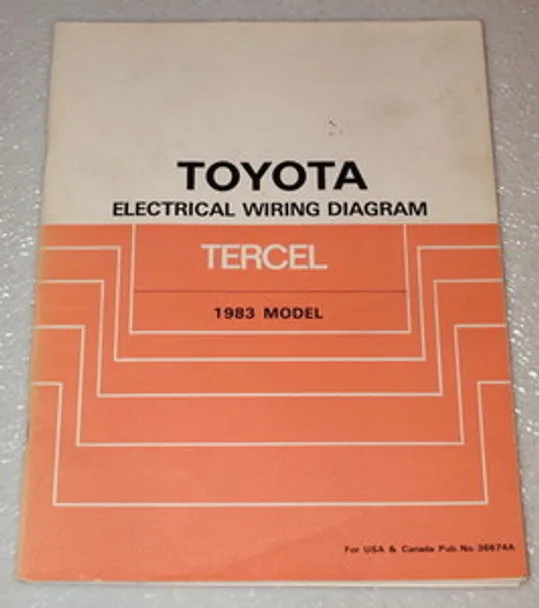 TOYOTA
ELECTRICAL WIRING DIAGRAM
TERCEL
1983 MODEL
For USA & Canada Pub. No. 36674A